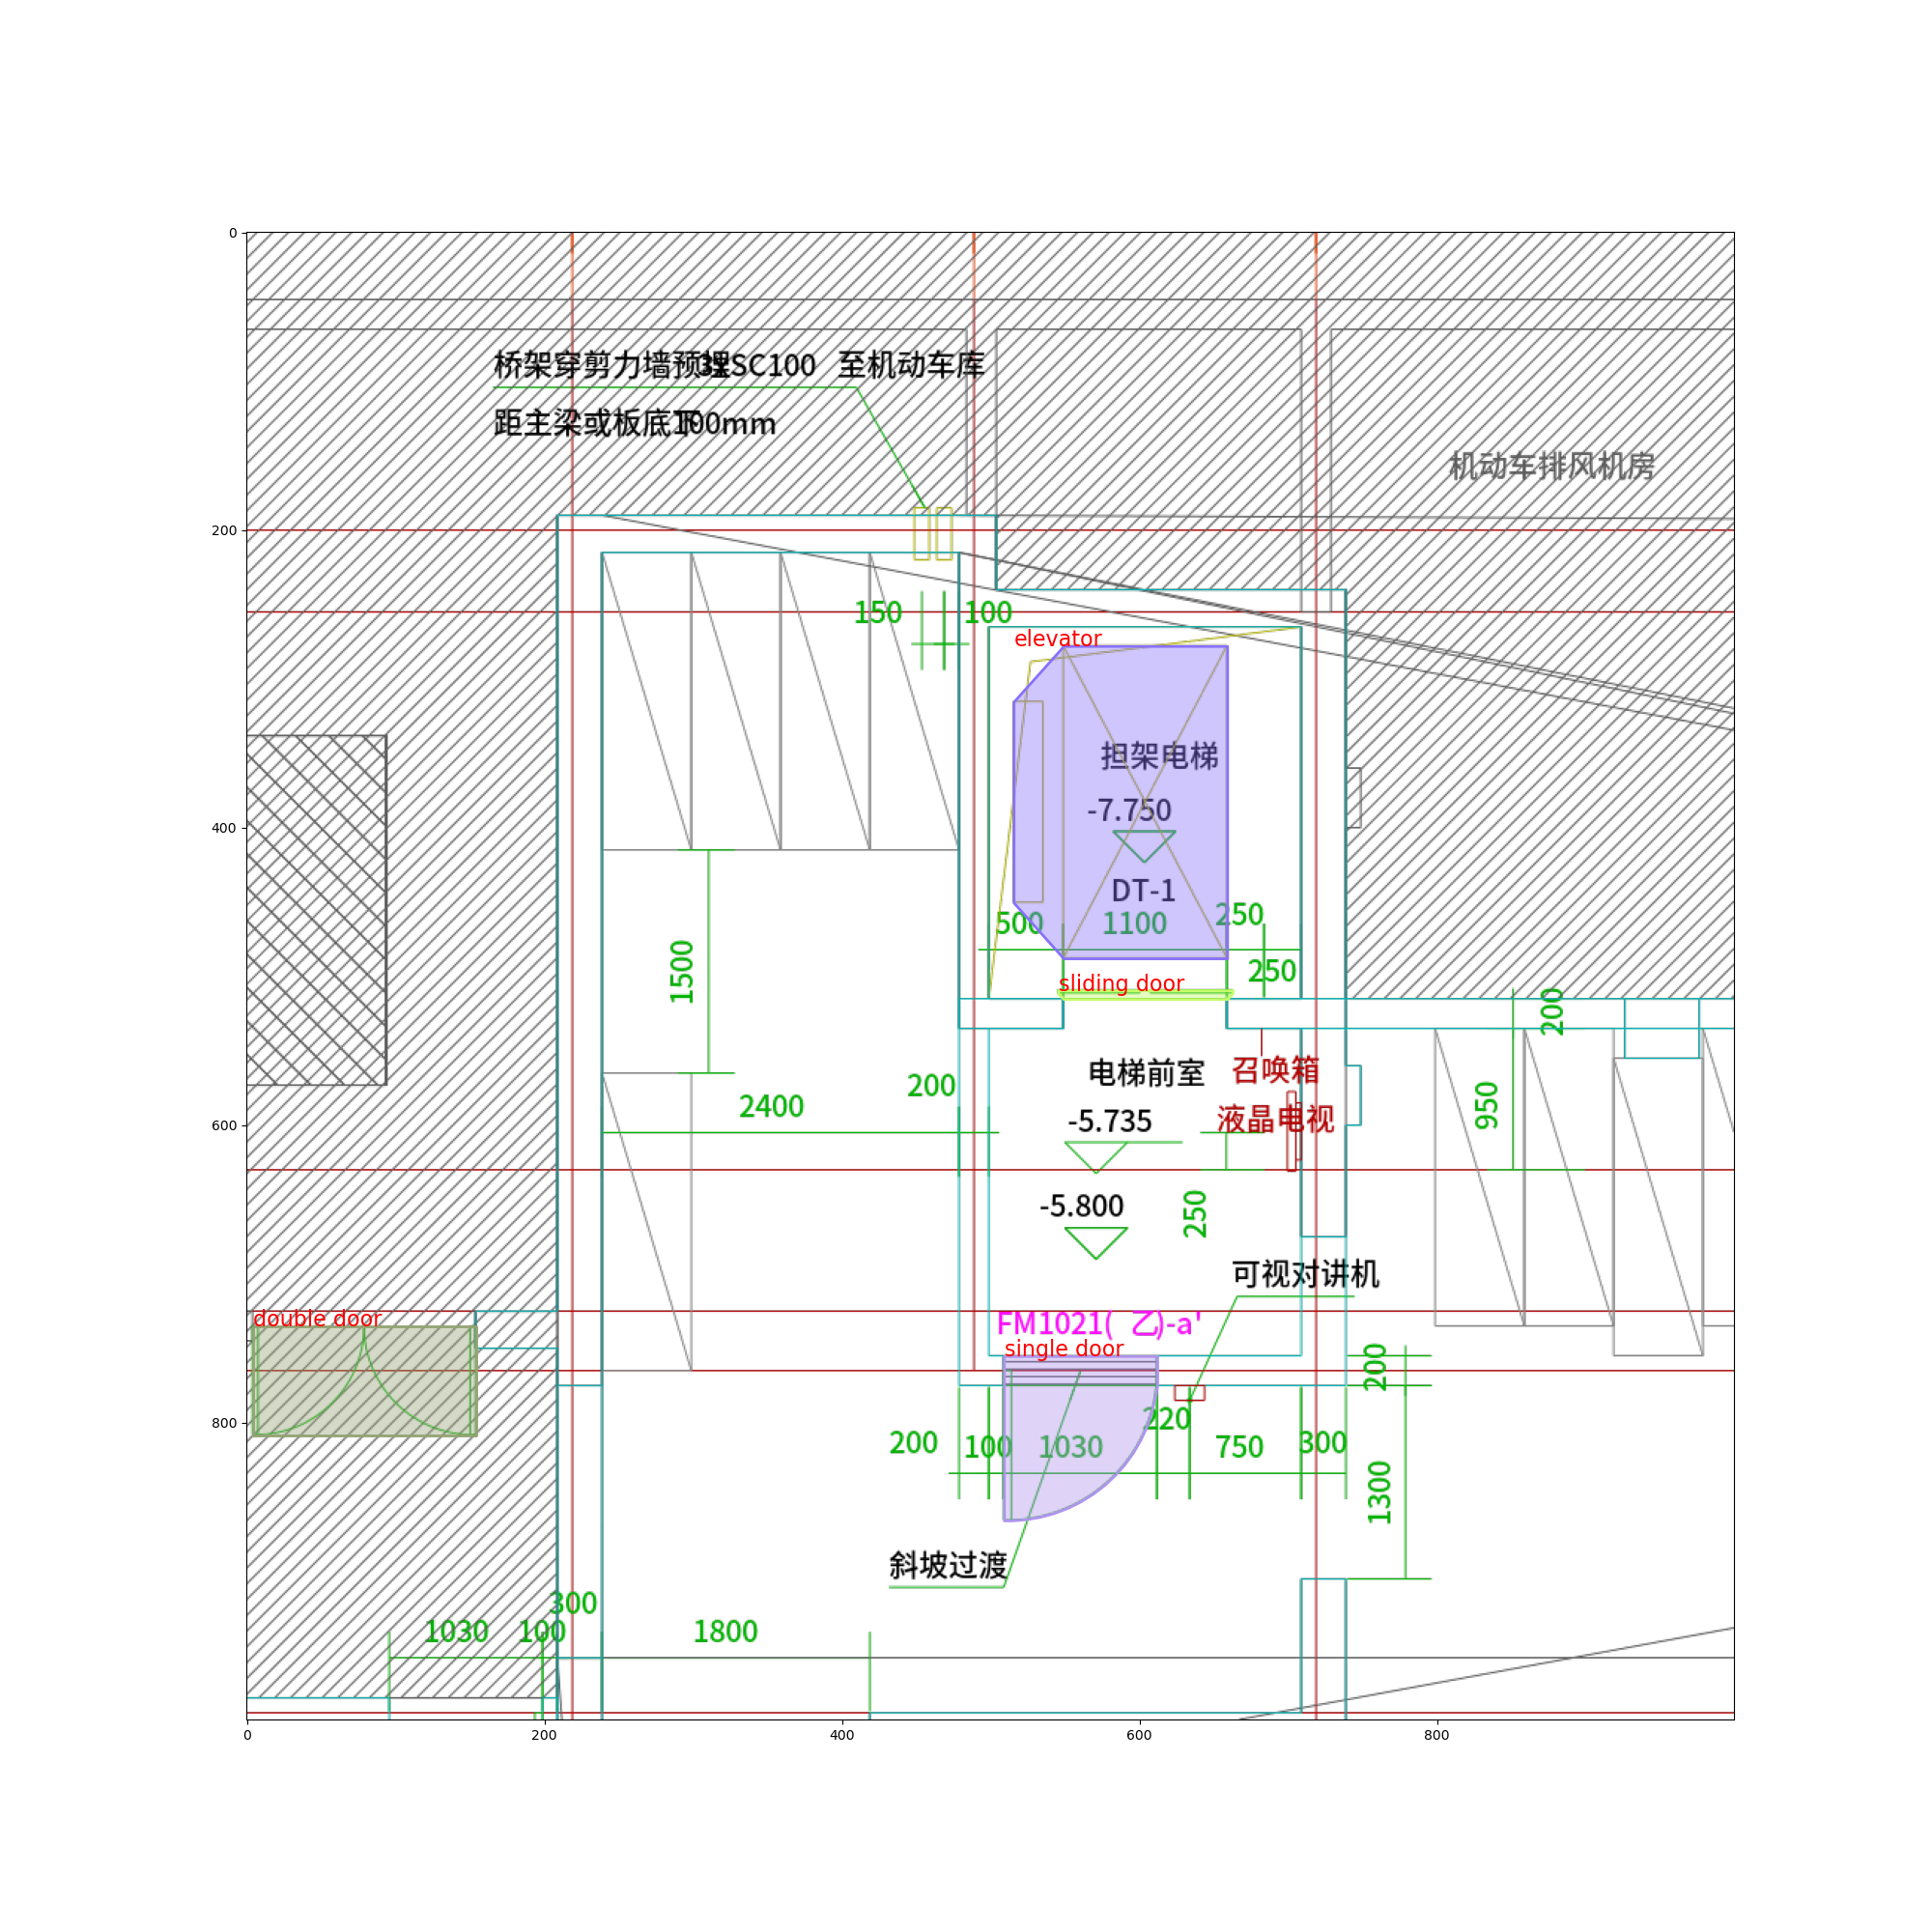 桥架穿剪力墙预埋3xSC100 至机动车库
距主梁或板底下100mm
机动车排风机房
150
100
elevator
担架电梯
-7.750
DT-1
500
1100
250
250
sliding door
1500
200
200
2400
电梯前室
召唤箱
-5.735
液晶电视
950
-5.800
250
可视对讲机
double door
FM1021(乙)-a'
single door
200
200
100
1030
220
750
300
1300
斜坡过渡
300
1030
100
1800
0
200
400
600
800
0
200
400
600
800